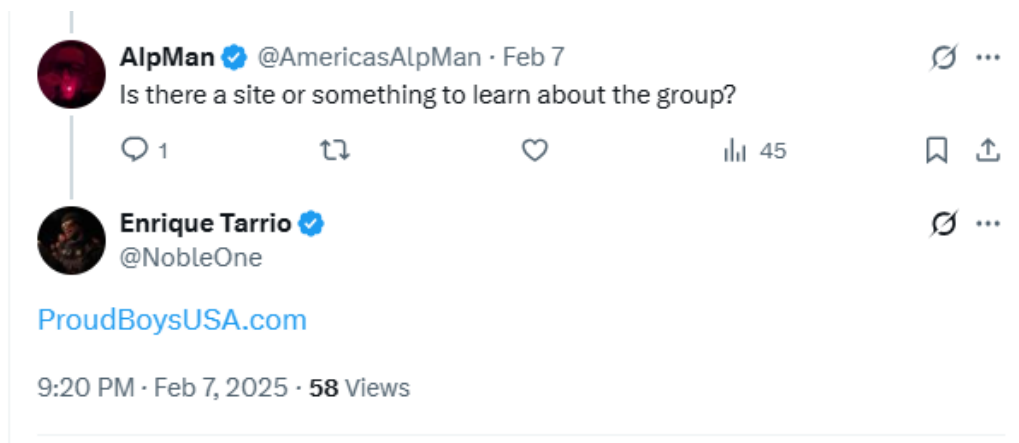 AlpMan @AmericasAlpMan · Feb 7
Is there a site or something to learn about the group?
1 45
Enrique Tarrio
@NobleOne
ProudBoysUSA.com
9:20 PM · Feb 7, 2025 · 58 Views